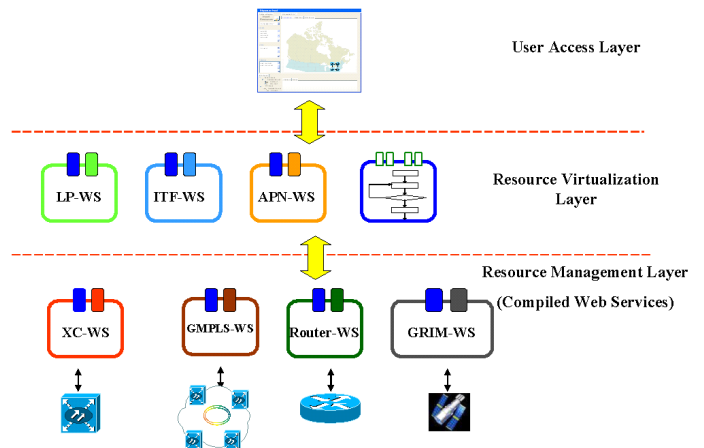 User Access Layer
LP-WS
ITF-WS
APN-WS
Resource Virtualization
Layer
Resource Management Layer
(Compiled Web Services)
XC-WS
GMPLS-WS
Router-WS
GRIM-WS